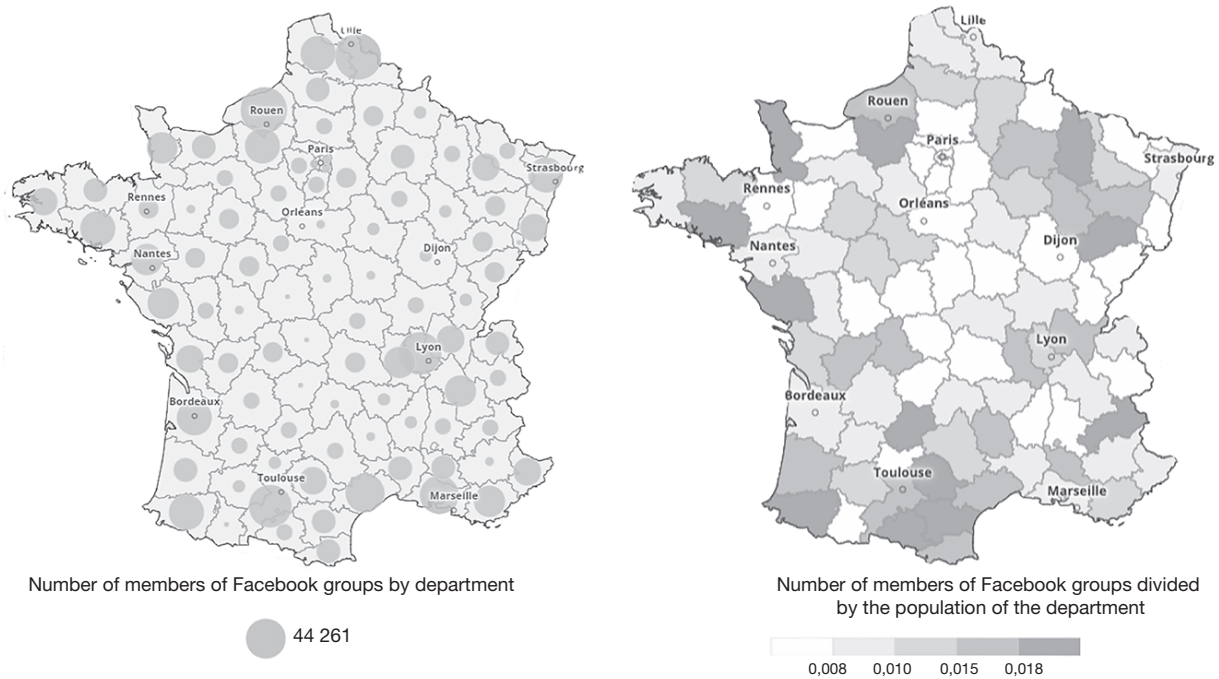 Lille
Rouen
Paris
Strasbourg
Rennes
Orléans
Nantes
Dijon
Lyon
Bordeaux
Toulouse
Marseille
Number of members of Facebook groups by department
44 261
Lille
Rouen
Paris
Strasbourg
Rennes
Orléans
Nantes
Dijon
Lyon
Bordeaux
Toulouse
Marseille
Number of members of Facebook groups divided
by the population of the department
0,008 0,010 0,015 0,018